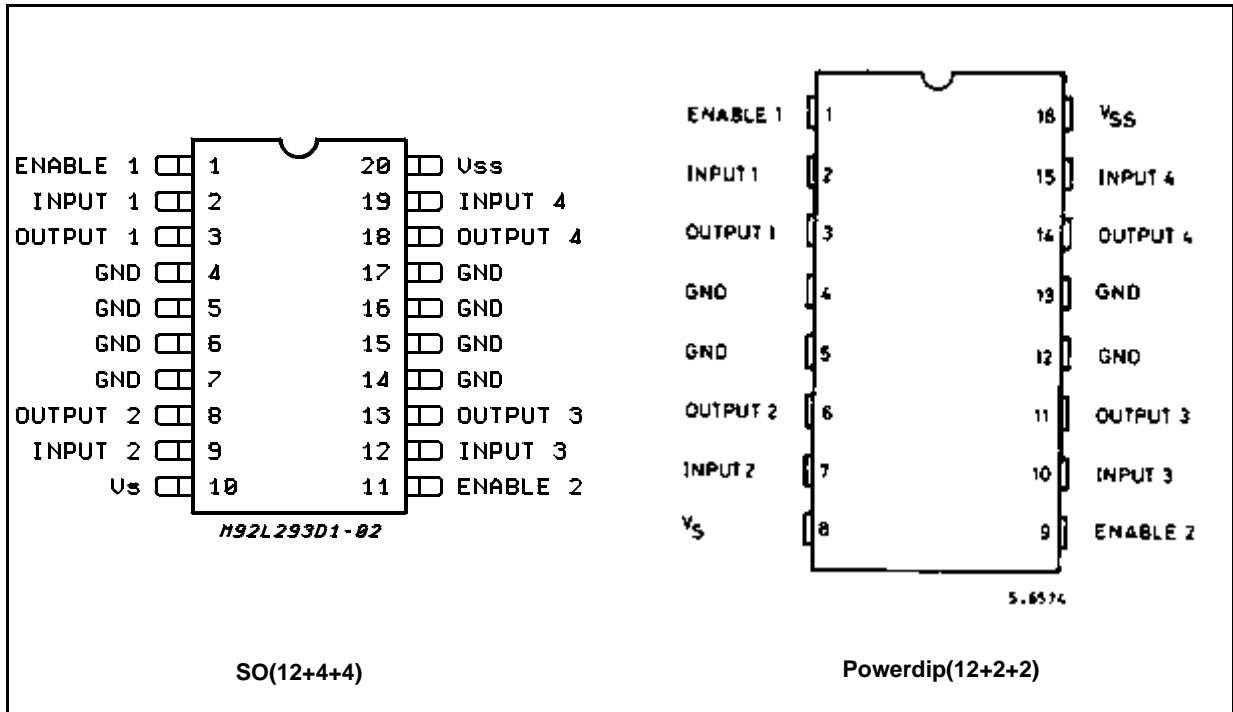 ENABLE 1 1 20 Vss
INPUT 1 2 19 INPUT 4
OUTPUT 1 3 18 OUTPUT 4
GND 4 17 GND
GND 5 16 GND
GND 6 15 GND
GND 7 14 GND
OUTPUT 2 8 13 OUTPUT 3
INPUT 2 9 12 INPUT 3
Vs 10 11 ENABLE 2
M92L293D1-02
SO(12+4+4)
ENABLE 1 1 16 VSS
INPUT 1 2 15 INPUT 4
OUTPUT 1 3 14 OUTPUT 4
GND 4 13 GND
GND 5 12 GND
OUTPUT 2 6 11 OUTPUT 3
INPUT 2 7 10 INPUT 3
VS 8 9 ENABLE 2
5.6574
Powerdip(12+2+2)